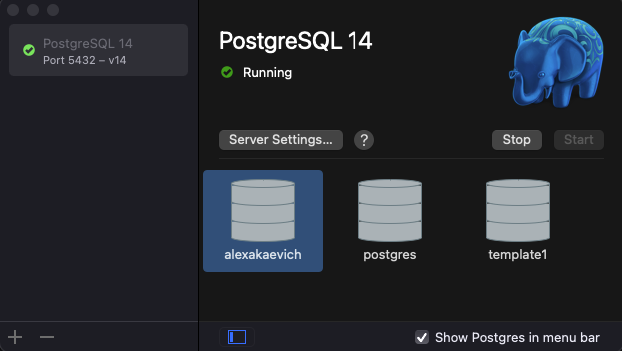 PostgreSQL 14
Port 5432 – v14
PostgreSQL 14
Running
Server Settings...
?
Stop
Start
alexakaevich
postgres
template1
Show Postgres in menu bar